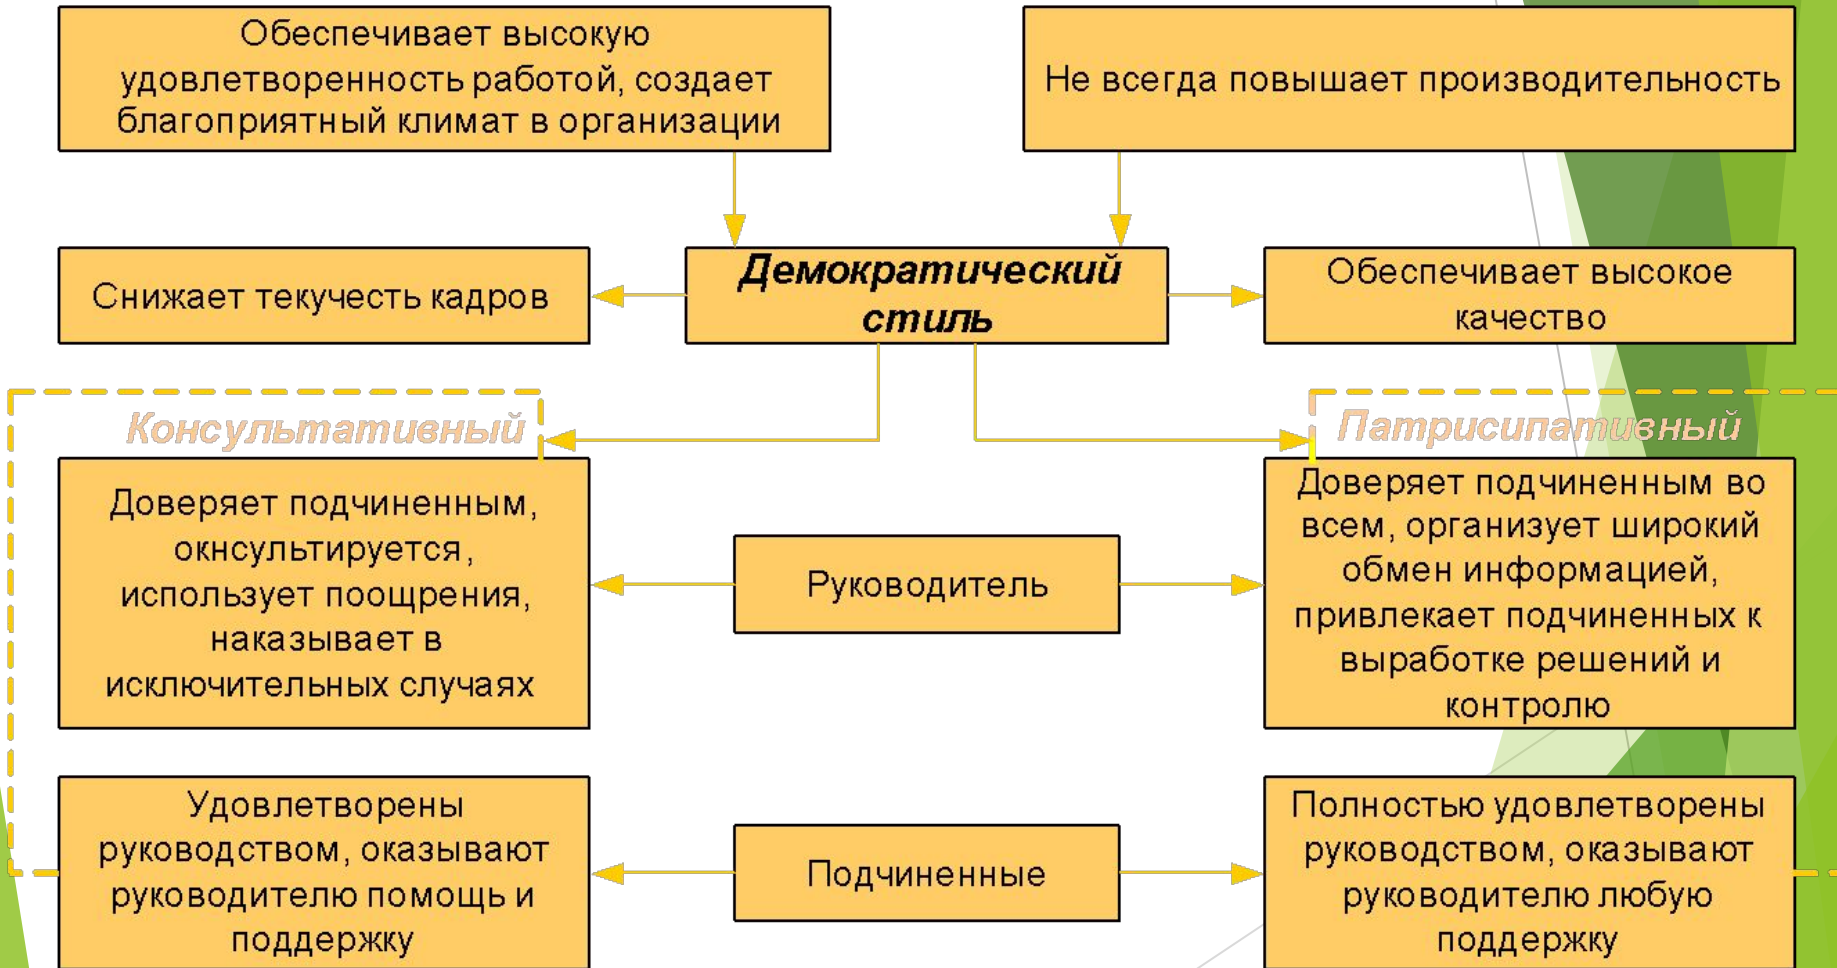 Обеспечивает высокую
удовлетворенность работой, создает
благоприятный климат в организации
Не всегда повышает производительность
Снижает текучесть кадров
Демократический
стиль
Обеспечивает высокое
качество
Консультативный
Патрисипативный
Доверяет подчиненным,
окнсультируется,
использует поощрения,
наказывает в
исключительных случаях
Руководитель
Доверяет подчиненным во
всем, организует широкий
обмен информацией,
привлекает подчиненных к
выработке решений и
контролю
Удовлетворены
руководством, оказывают
руководителю помощь и
поддержку
Подчиненные
Полностью удовлетворены
руководством, оказывают
руководителю любую
поддержку